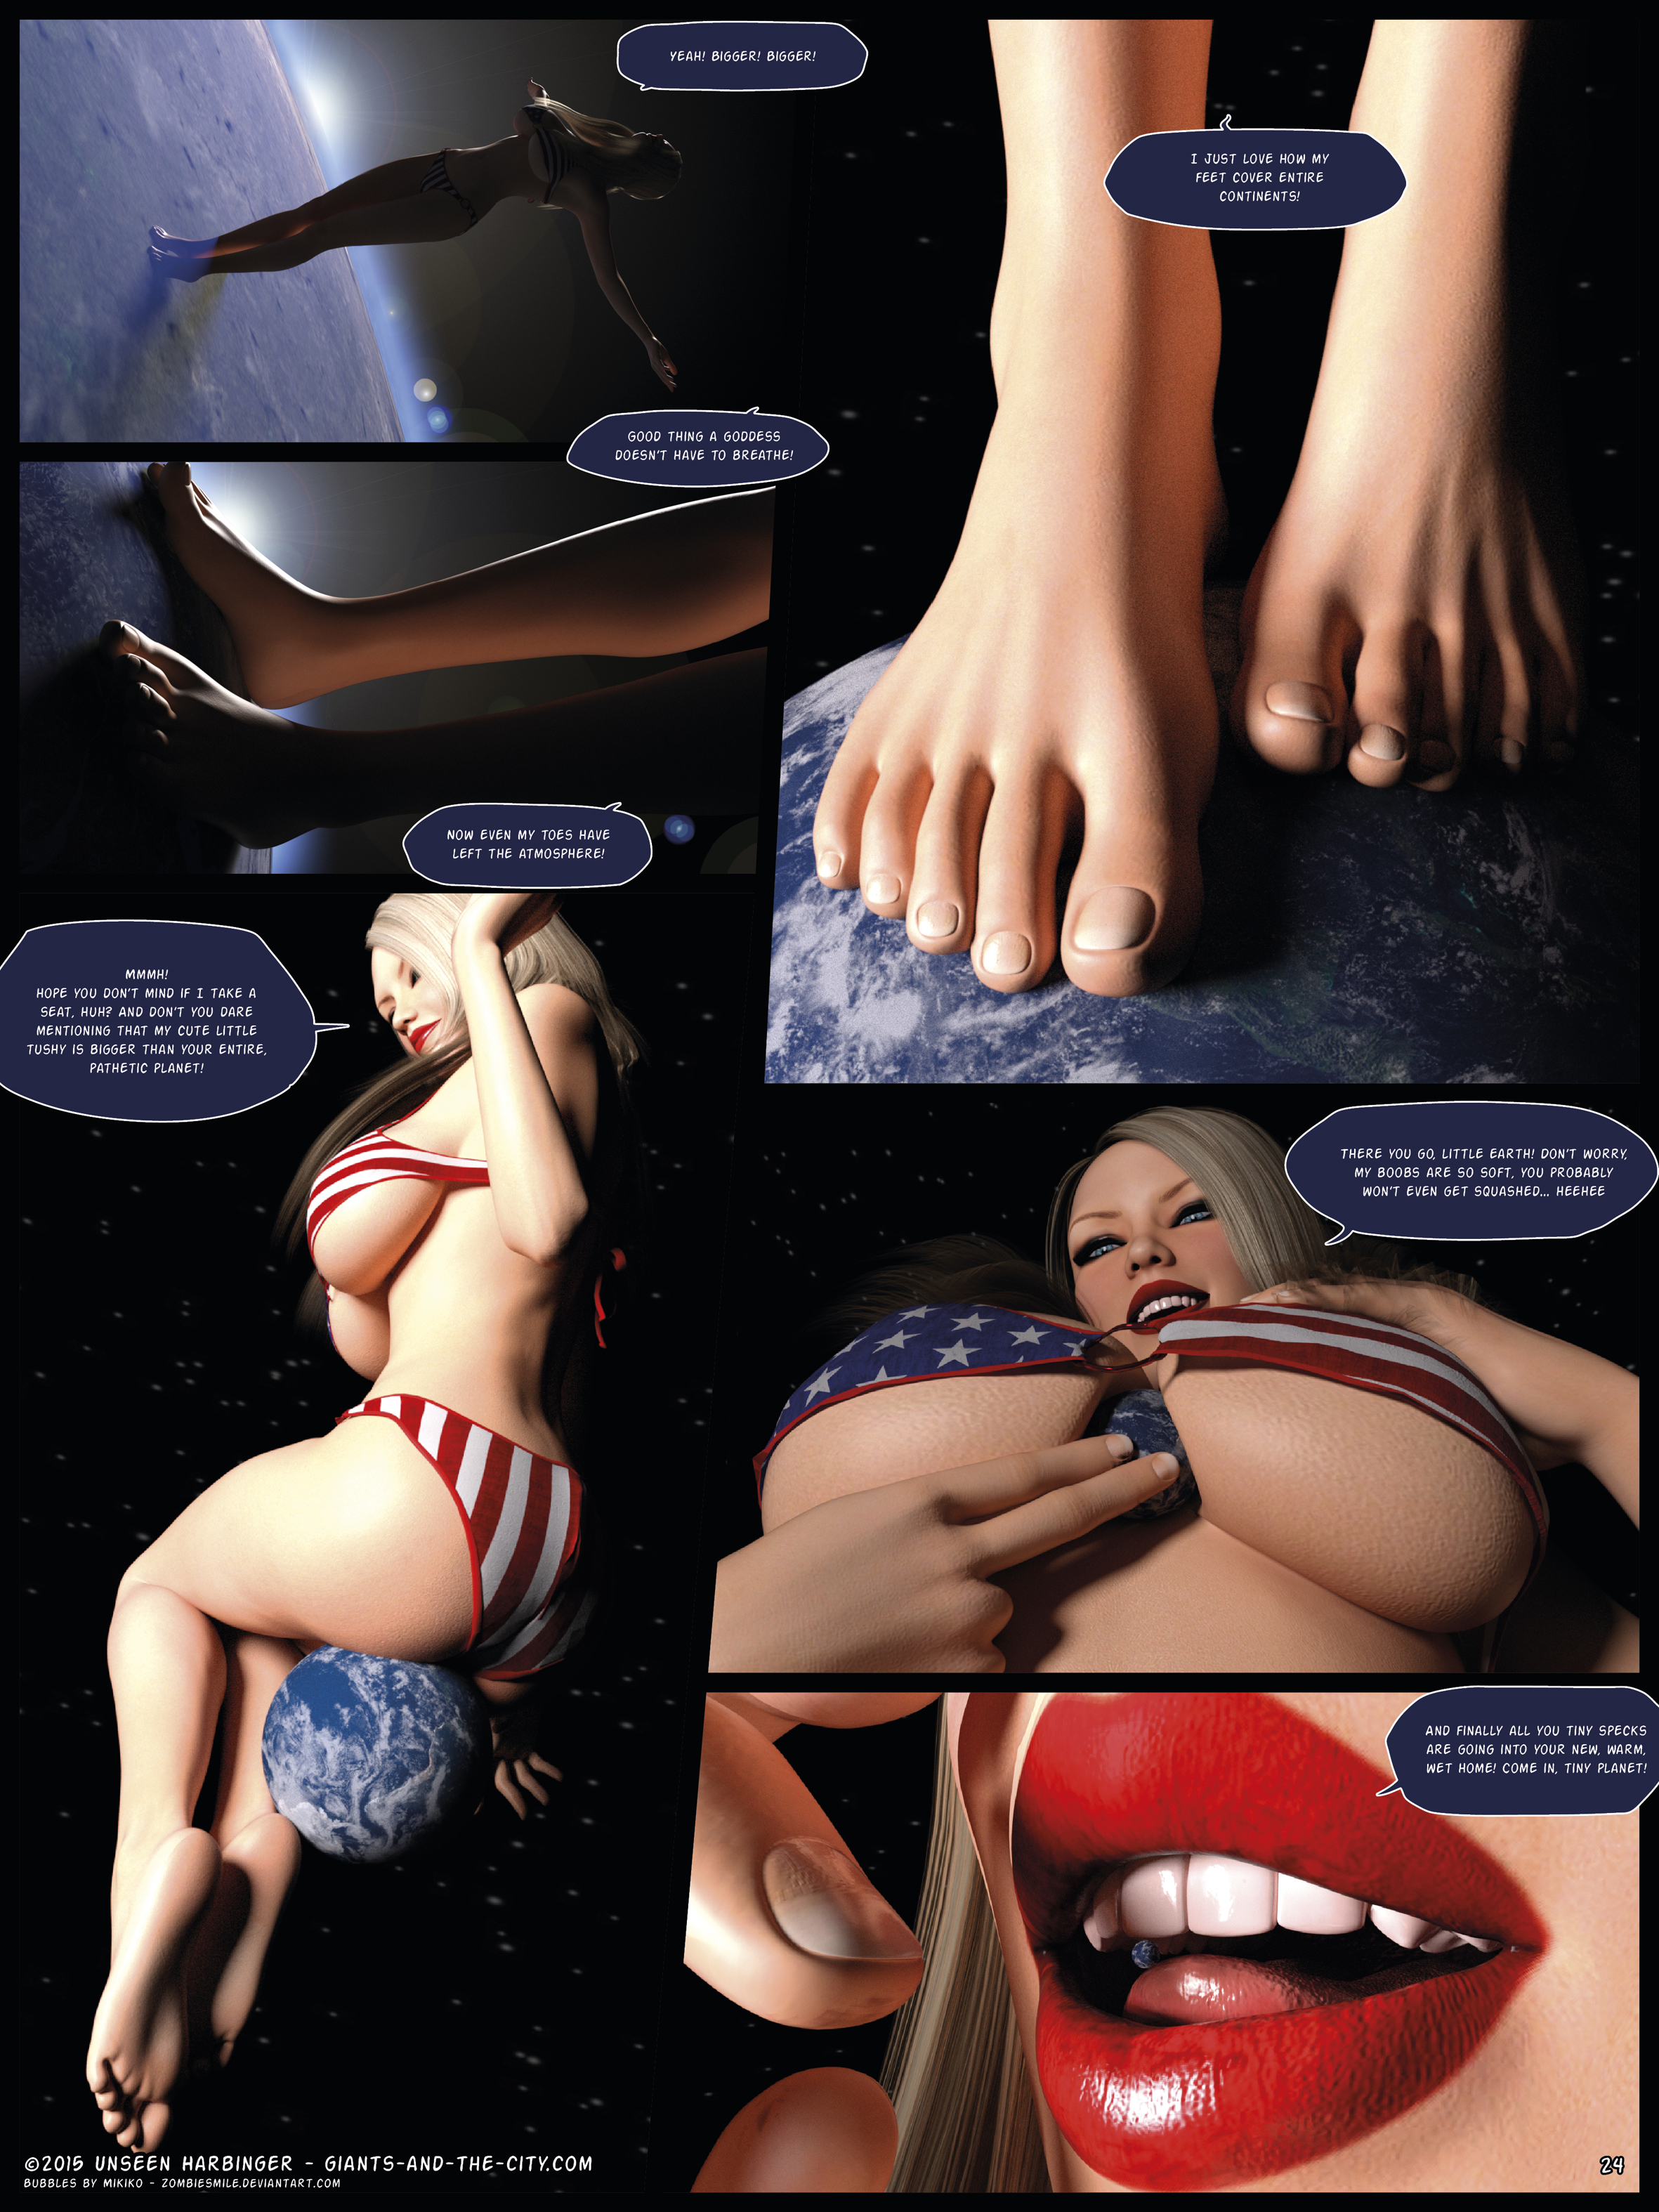 YEAH! BIGGER! BIGGER!
I JUST LOVE HOW MY
FEET COVER ENTIRE
CONTINENTS!
GOOD THING A GODDESS
DOESN'T HAVE TO BREATHE!
NOW EVEN MY TOES HAVE
LEFT THE ATMOSPHERE!
MMMH!
HOPE YOU DON'T MIND IF I TAKE A
SEAT, HUH? AND DON'T YOU DARE
MENTIONING THAT MY CUTE LITTLE
TUSHY IS BIGGER THAN YOUR ENTIRE,
PATHETIC PLANET!
THERE YOU GO, LITTLE EARTH! DON'T WORRY,
MY BOOBS ARE SO SOFT, YOU PROBABLY
WON'T EVEN GET SQUASHED... HEEHEE
AND FINALLY ALL YOU TINY SPECKS
ARE GOING INTO YOUR NEW, WARM,
WET HOME! COME IN, TINY PLANET!
©2015 UNSEEN HARBINGER - GIANTS-AND-THE-CITY.COM
BUBBLES BY MIKIKO - ZOMBIESMILE.DEVIANTART.COM
24